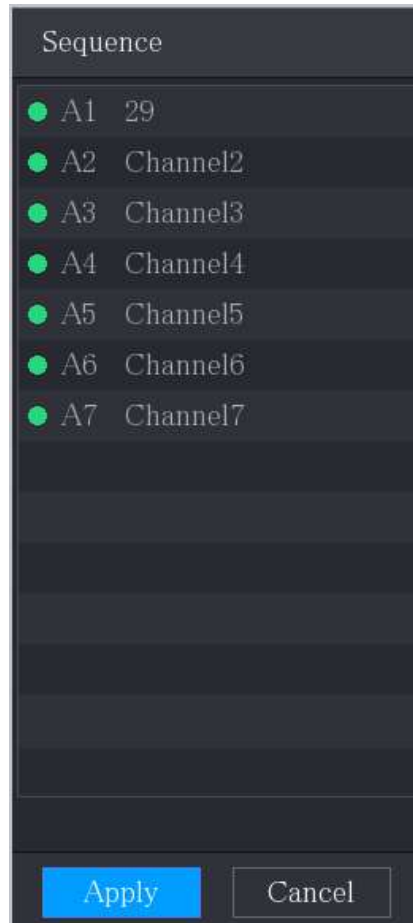 Sequence
A1 29
A2 Channel2
A3 Channel3
A4 Channel4
A5 Channel5
A6 Channel6
A7 Channel7
Apply Cancel